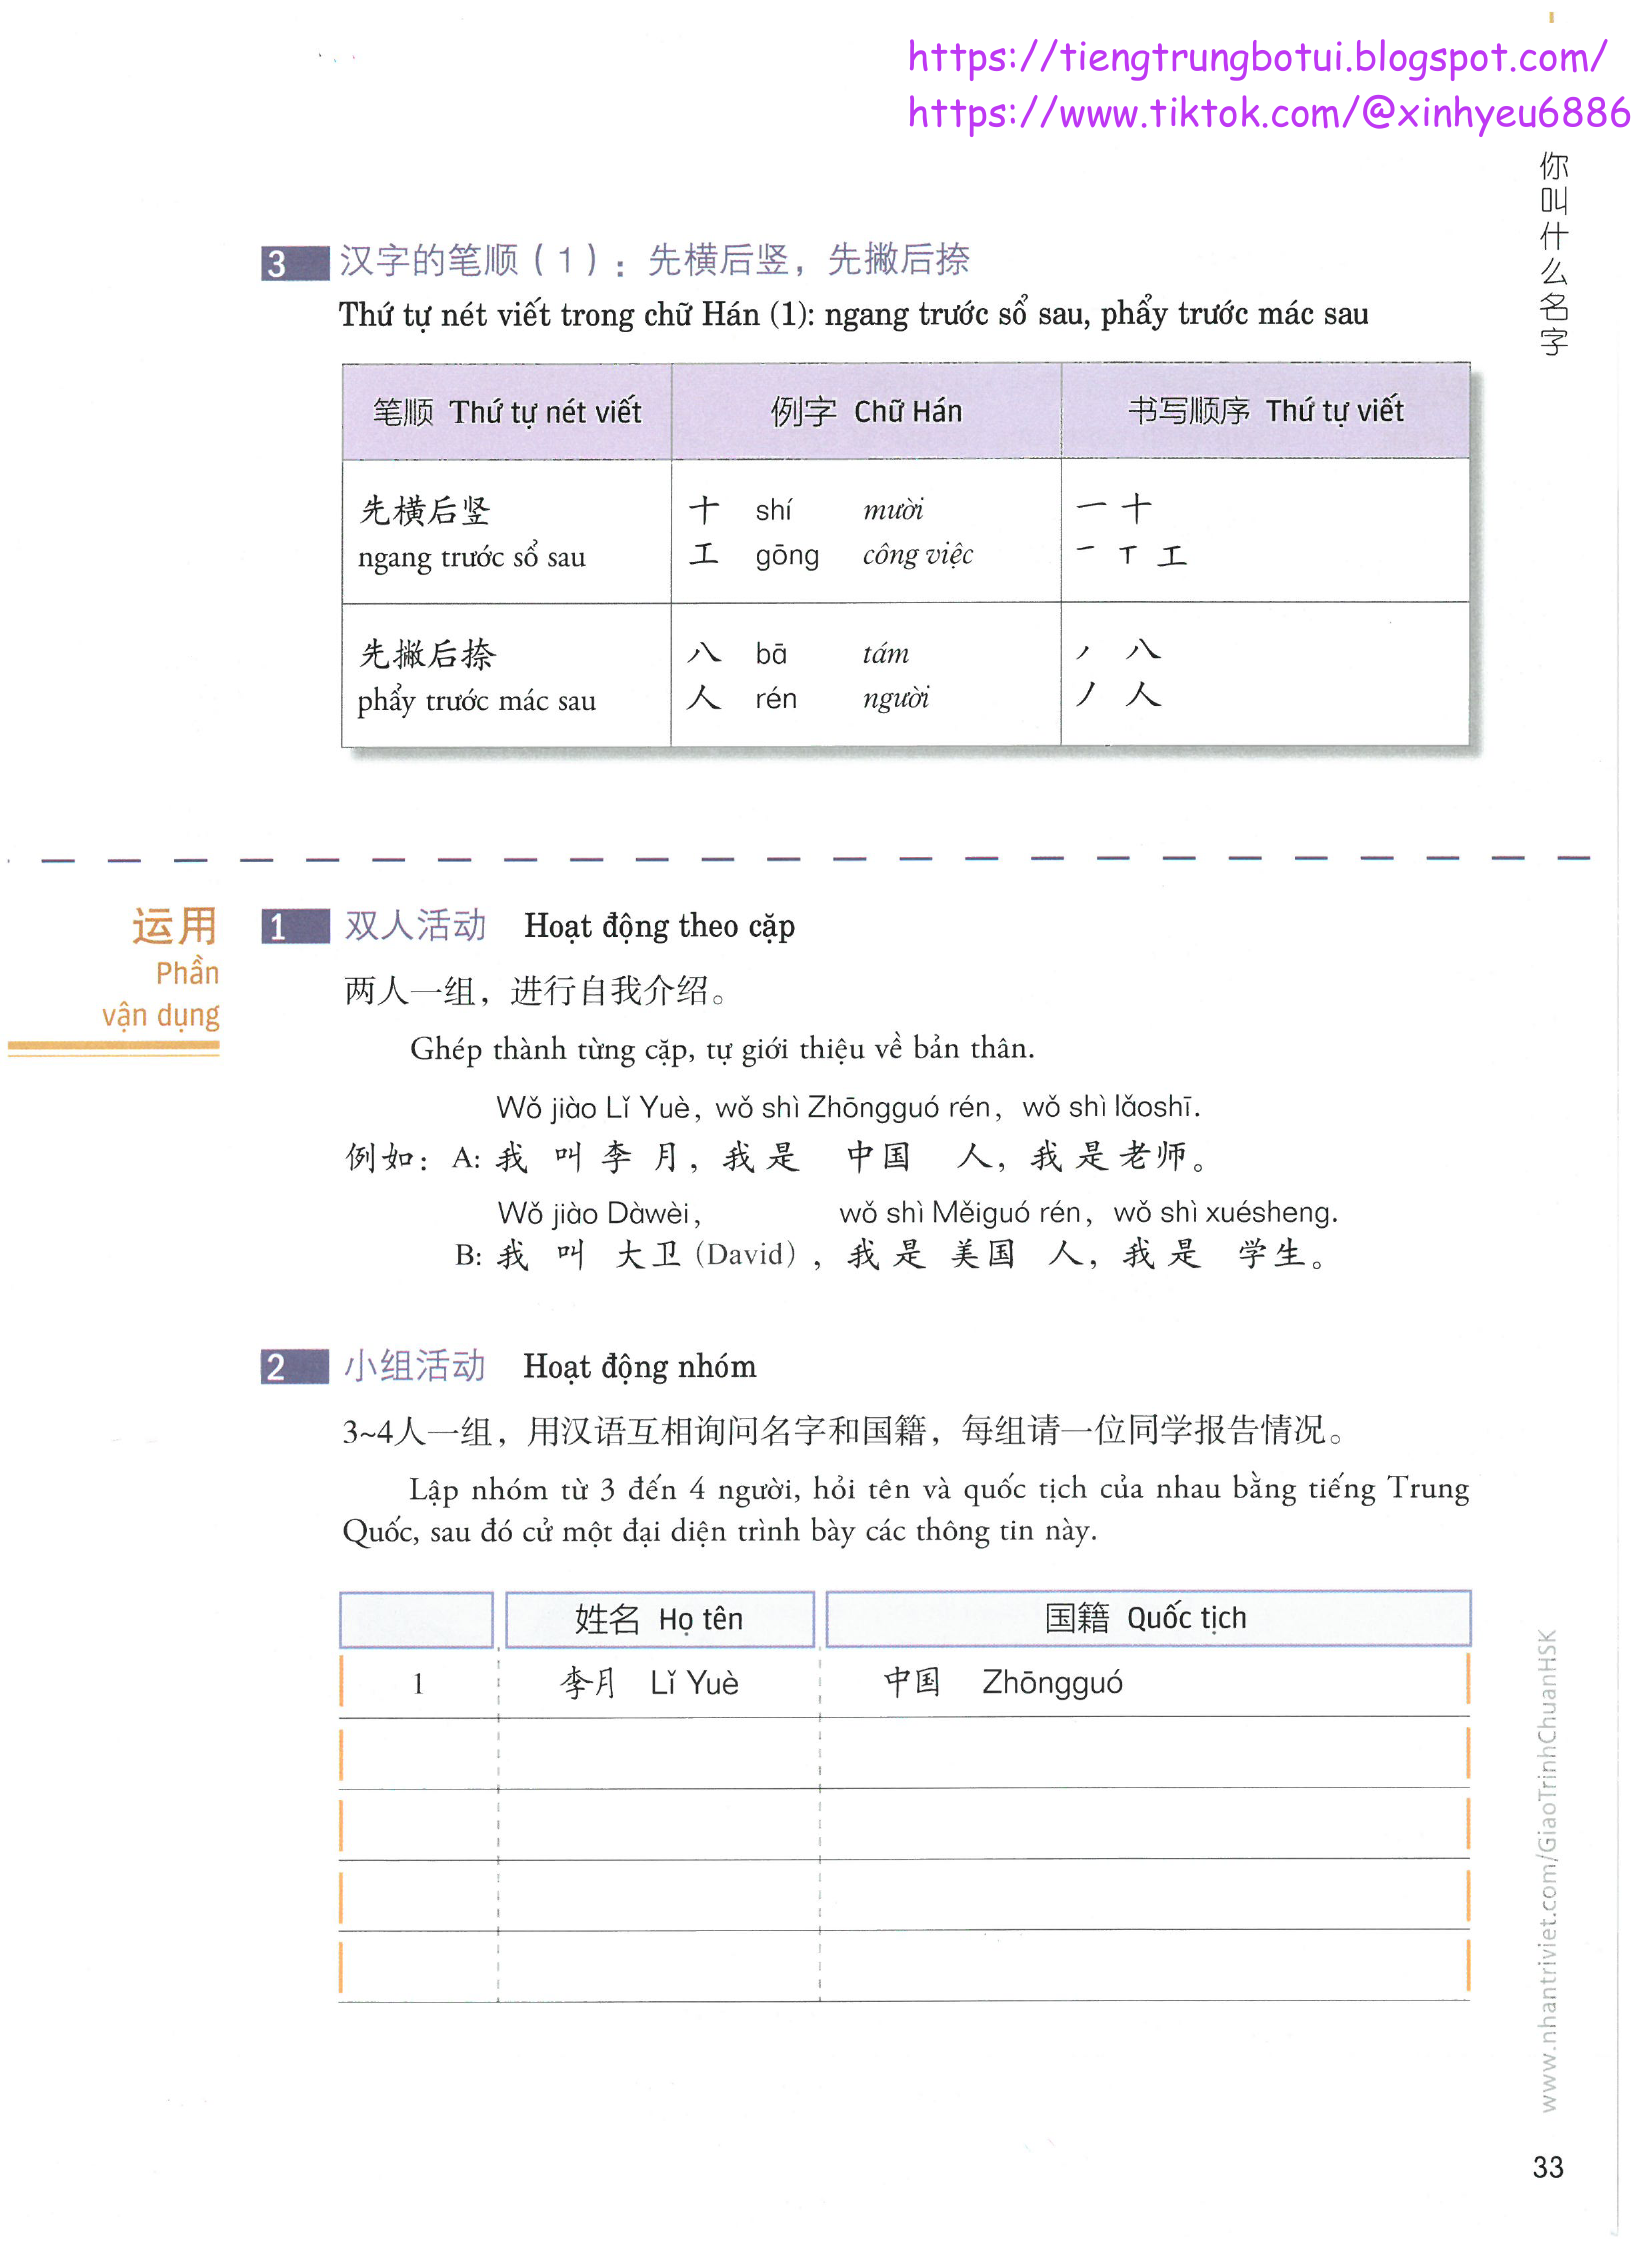 https://tiengtrungbotui.blogspot.com/
https://www.tiktok.com/@xinhyeu6886
你叫什么名字
3 汉字的笔顺（1）：先横后竖，先撇后捺
Thứ tự nét viết trong chữ Hán (1): ngang trước sổ sau, phẩy trước mác sau
笔顺 Thứ tự nét viết 例字 Chữ Hán 书写顺序 Thứ tự viết
先横后竖 十 shí mười 一 十
ngang trước sổ sau 工 gōng công việc 一 丅 工
先撇后捺 八 bā tám 丿 八
phẩy trước mác sau 人 rén người 丿 人
运用
Phần
vận dụng
1 双人活动 Hoạt động theo cặp
两人一组，进行自我介绍。
Ghép thành từng cặp, tự giới thiệu về bản thân.
Wǒ jiào Lǐ Yuè, wǒ shì Zhōngguó rén, wǒ shì lǎoshī.
例如：A: 我 叫 李 月，我 是 中国 人，我 是 老师。
Wǒ jiào Dàwèi, wǒ shì Měiguó rén, wǒ shì xuésheng.
B: 我 叫 大卫（David），我 是 美国 人，我 是 学生。
2 小组活动 Hoạt động nhóm
3~4人一组，用汉语互相询问名字和国籍，每组请一位同学报告情况。
Lập nhóm từ 3 đến 4 người, hỏi tên và quốc tịch của nhau bằng tiếng Trung
Quốc, sau đó cử một đại diện trình bày các thông tin này.
姓名 Họ tên 国籍 Quốc tịch
1 李月 Lǐ Yuè 中国 Zhōngguó
www.nhantriviet.com/GiaoTrinhChuanHSK
33